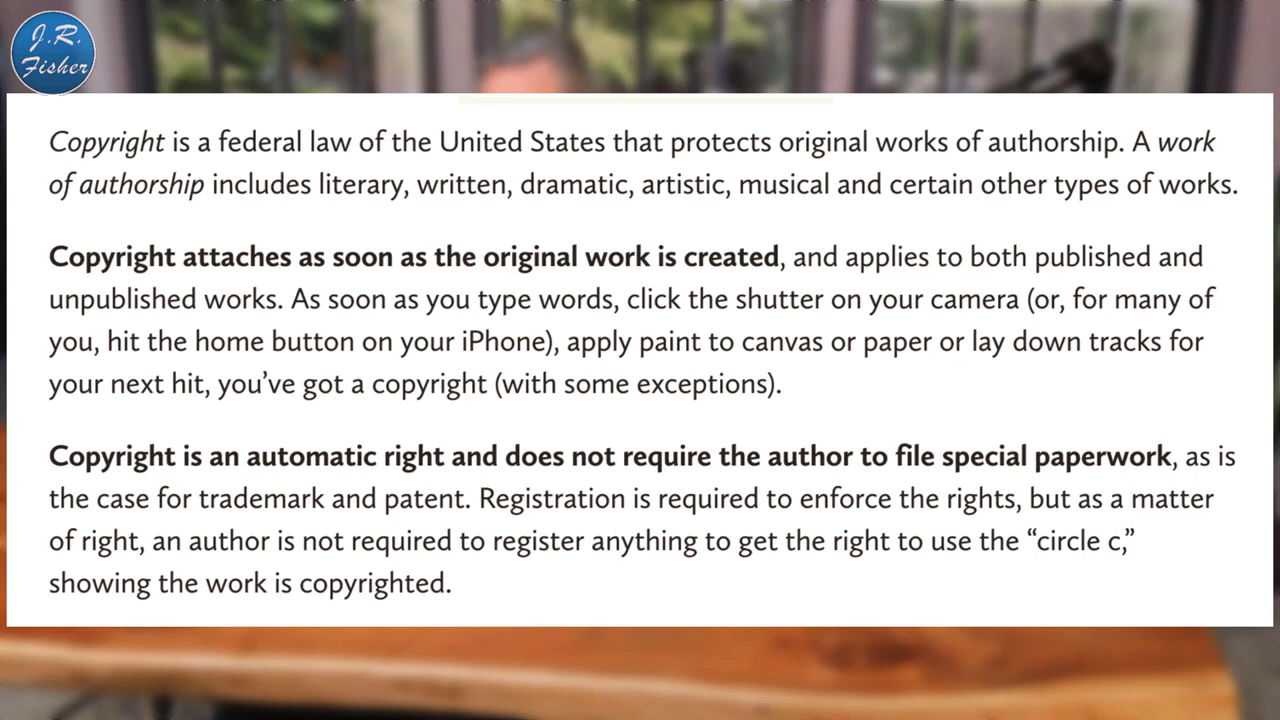 J.R.
Fisher
Copyright is a federal law of the United States that protects original works of authorship. A work
of authorship includes literary, written, dramatic, artistic, musical and certain other types of works.
Copyright attaches as soon as the original work is created, and applies to both published and
unpublished works. As soon as you type words, click the shutter on your camera (or, for many of
you, hit the home button on your iPhone), apply paint to canvas or paper or lay down tracks for
your next hit, you’ve got a copyright (with some exceptions).
Copyright is an automatic right and does not require the author to file special paperwork, as is
the case for trademark and patent. Registration is required to enforce the rights, but as a matter
of right, an author is not required to register anything to get the right to use the “circle c,”
showing the work is copyrighted.